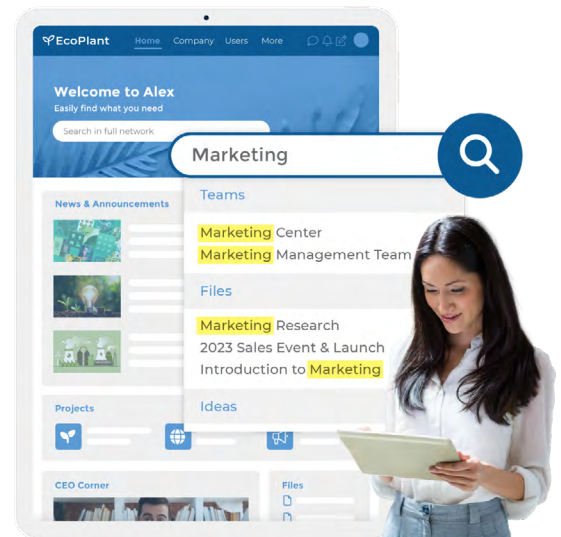 EcoPlant Home Company Users More
Welcome to Alex
Easily find what you need
Search in full network
Marketing
Teams
Marketing Center
Marketing Management Team
Files
Marketing Research
2023 Sales Event & Launch
Introduction to Marketing
Ideas
News & Announcements
Projects
CEO Corner
Files